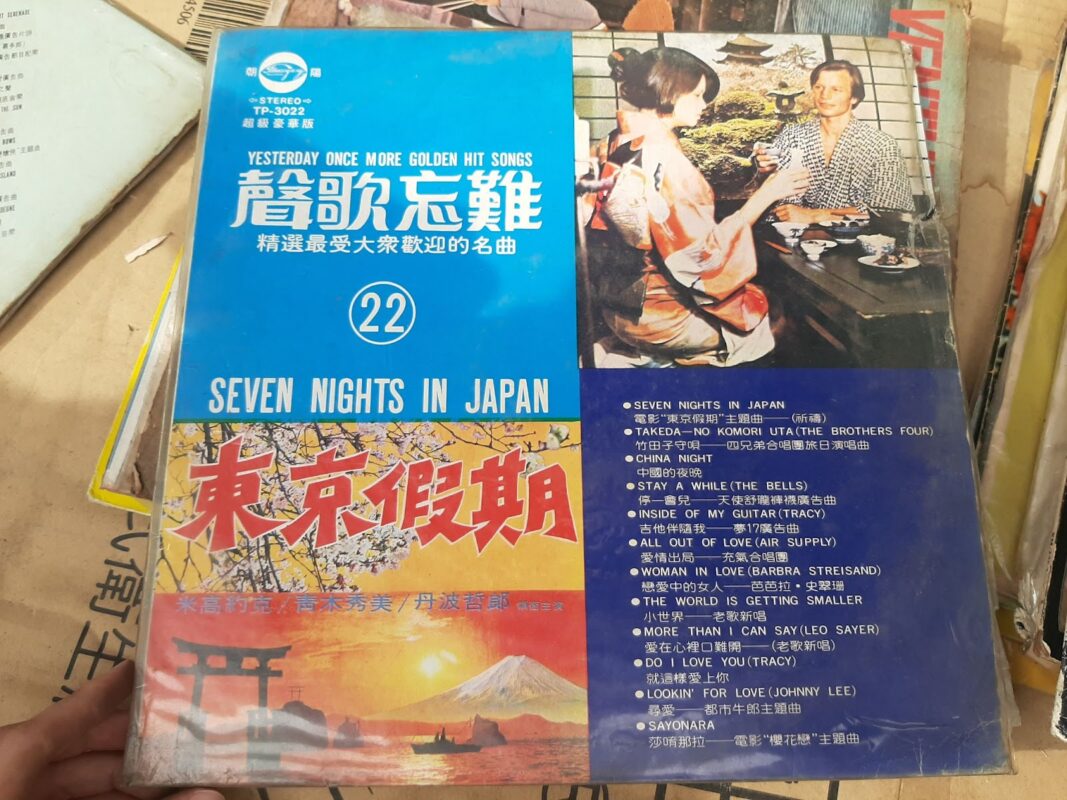 朝陽
STEREO
TP-3022
超級豪華版
YESTERDAY ONCE MORE GOLDEN HIT SONGS
聲歌忘難
精選最受大衆歡迎的名曲
22
SEVEN NIGHTS IN JAPAN
東京假期
米高約克/青木秀美/丹波哲郎
SEVEN NIGHTS IN JAPAN
電影"東京假期"主題曲——(祈禱)
TAKEDA-NO KOMORI UTA(THE BROTHERS FOUR)
竹田子守唄——四兄弟合唱團旅日演唱曲
CHINA NIGHT
中國的夜晚
STAY A WHILE(THE BELLS)
停一會兒——天使舒瓏褲襪廣告曲
INSIDE OF MY GUITAR(TRACY)
吉他伴隨我——夢17廣告曲
ALL OUT OF LOVE(AIR SUPPLY)
愛情出局——充氣合唱團
WOMAN IN LOVE(BARBRA STREISAND)
戀愛中的女人——芭芭拉·史翠珊
THE WORLD IS GETTING SMALLER
小世界——老歌新唱
MORE THAN I CAN SAY(LEO SAYER)
愛在心裡口難開——(老歌新唱)
DO I LOVE YOU(TRACY)
就這樣愛上你
LOOKIN' FOR LOVE(JOHNNY LEE)
尋愛——都市牛郎主題曲
SAYONARA
莎喲那拉——電影"櫻花戀"主題曲
4506
VENT
衛生
THE SUN